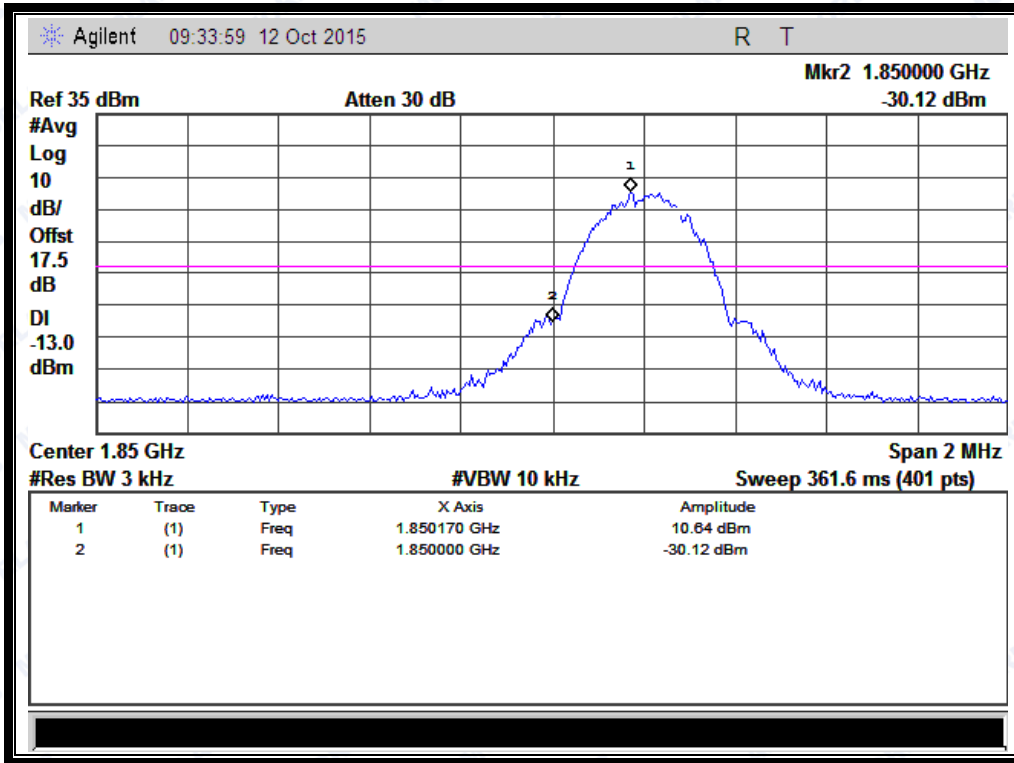 Agilent 09:33:59 12 Oct 2015 R T
Mkr2 1.850000 GHz
Ref 35 dBm Atten 30 dB -30.12 dBm
#Avg
Log
10
dB/
Offst
17.5
dB
DI
-13.0
dBm
1
2
Center 1.85 GHz Span 2 MHz
#Res BW 3 kHz #VBW 10 kHz Sweep 361.6 ms (401 pts)
Marker Trace Type X Axis Amplitude
1 (1) Freq 1.850170 GHz 10.64 dBm
2 (1) Freq 1.850000 GHz -30.12 dBm